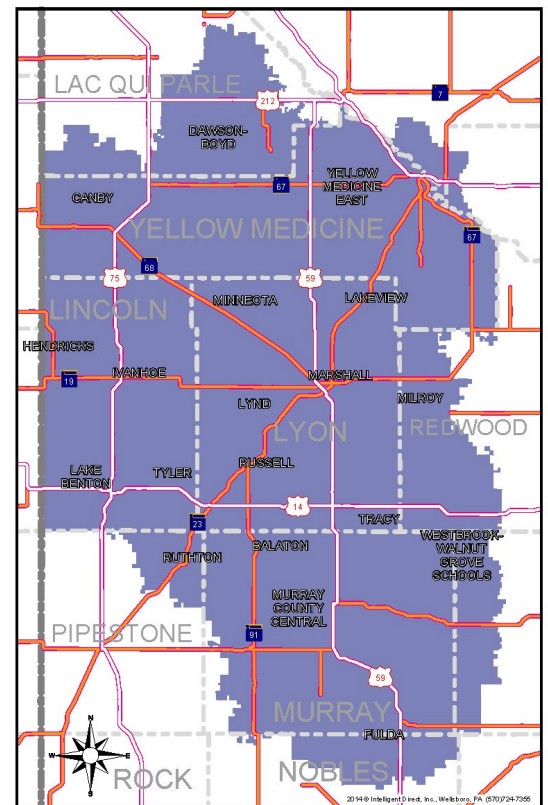 LAC QUI PARLE
7
212
DAWSON-
BOYD
YELLOW
MEDICINE
EAST
67
CANBY
YELLOW MEDICINE
67
68
75
59
MINNEOTA
LAKEVIEW
LINCOLN
HENDRICKS
IVANHOE
MARSHALL
19
LYND
MILROY
LYON
REDWOOD
RUSSELL
LAKE
BENTON
TYLER
14
23
TRACY
BALATON
RUTHTON
WESTBROOK-
WALNUT
GROVE
SCHOOLS
MURRAY
COUNTY
CENTRAL
PIPESTONE
91
59
MURRAY
FULDA
N
W
E
S
ROCK
NOBLES
2014 © Intelligent Direct, Inc., Wellsboro, PA (570)724-7355